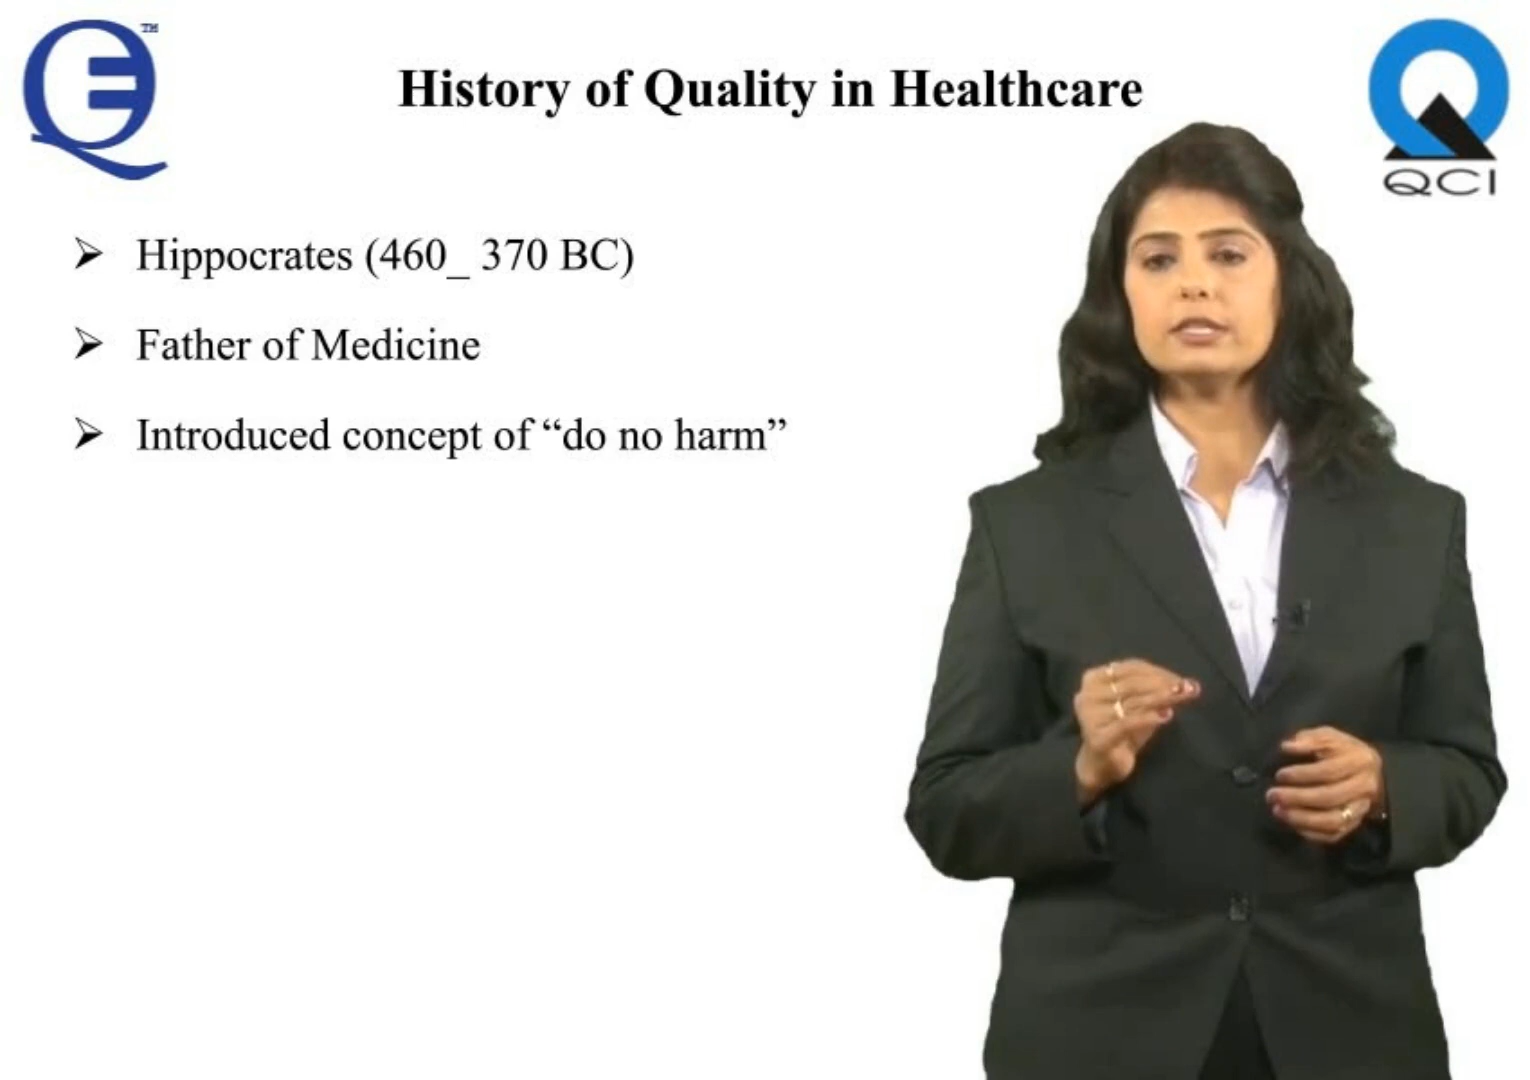 TM
History of Quality in Healthcare
QCI
Hippocrates (460_ 370 BC)
Father of Medicine
Introduced concept of “do no harm”